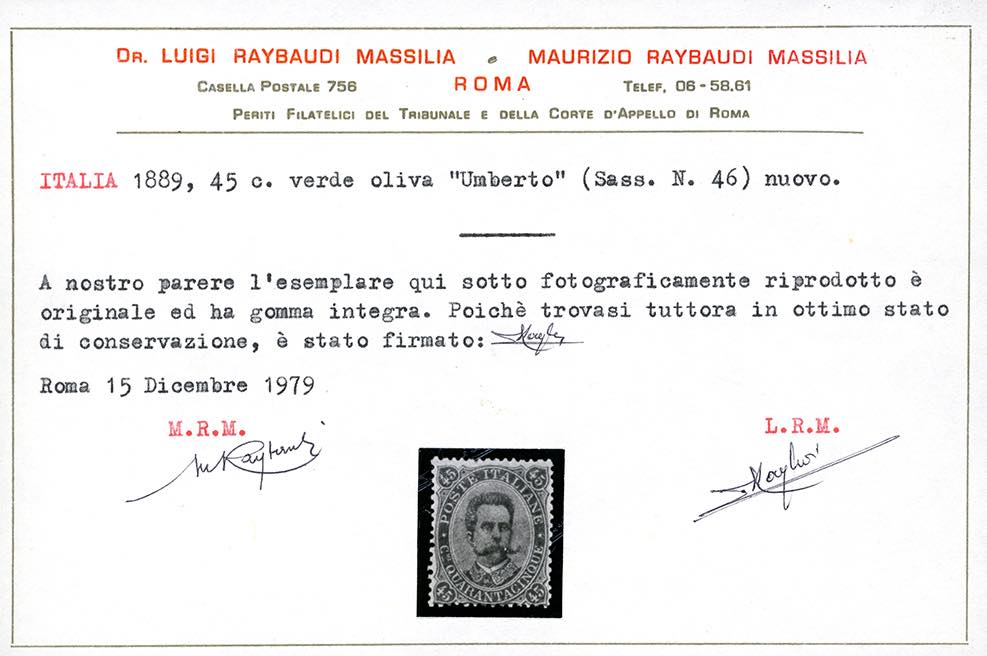 DR. LUIGI RAYBAUDI MASSILIA e MAURIZIO RAYBAUDI MASSILIA
CASELLA POSTALE 756 ROMA TELEF. 06-58.61
PERITI FILATELICI DEL TRIBUNALE E DELLA CORTE D'APPELLO DI ROMA
ITALIA 1889, 45 c. verde oliva "Umberto" (Sass. N. 46) nuovo.
A nostro parere l'esemplare qui sotto fotograficamente riprodotto è
originale ed ha gomma integra. Poichè trovasi tuttora in ottimo stato
di conservazione, è stato firmato:
Roma 15 Dicembre 1979
M.R.M. L.R.M.
45 45
POSTE ITALIANE
C.mi QUARANTACINQUE
45 45